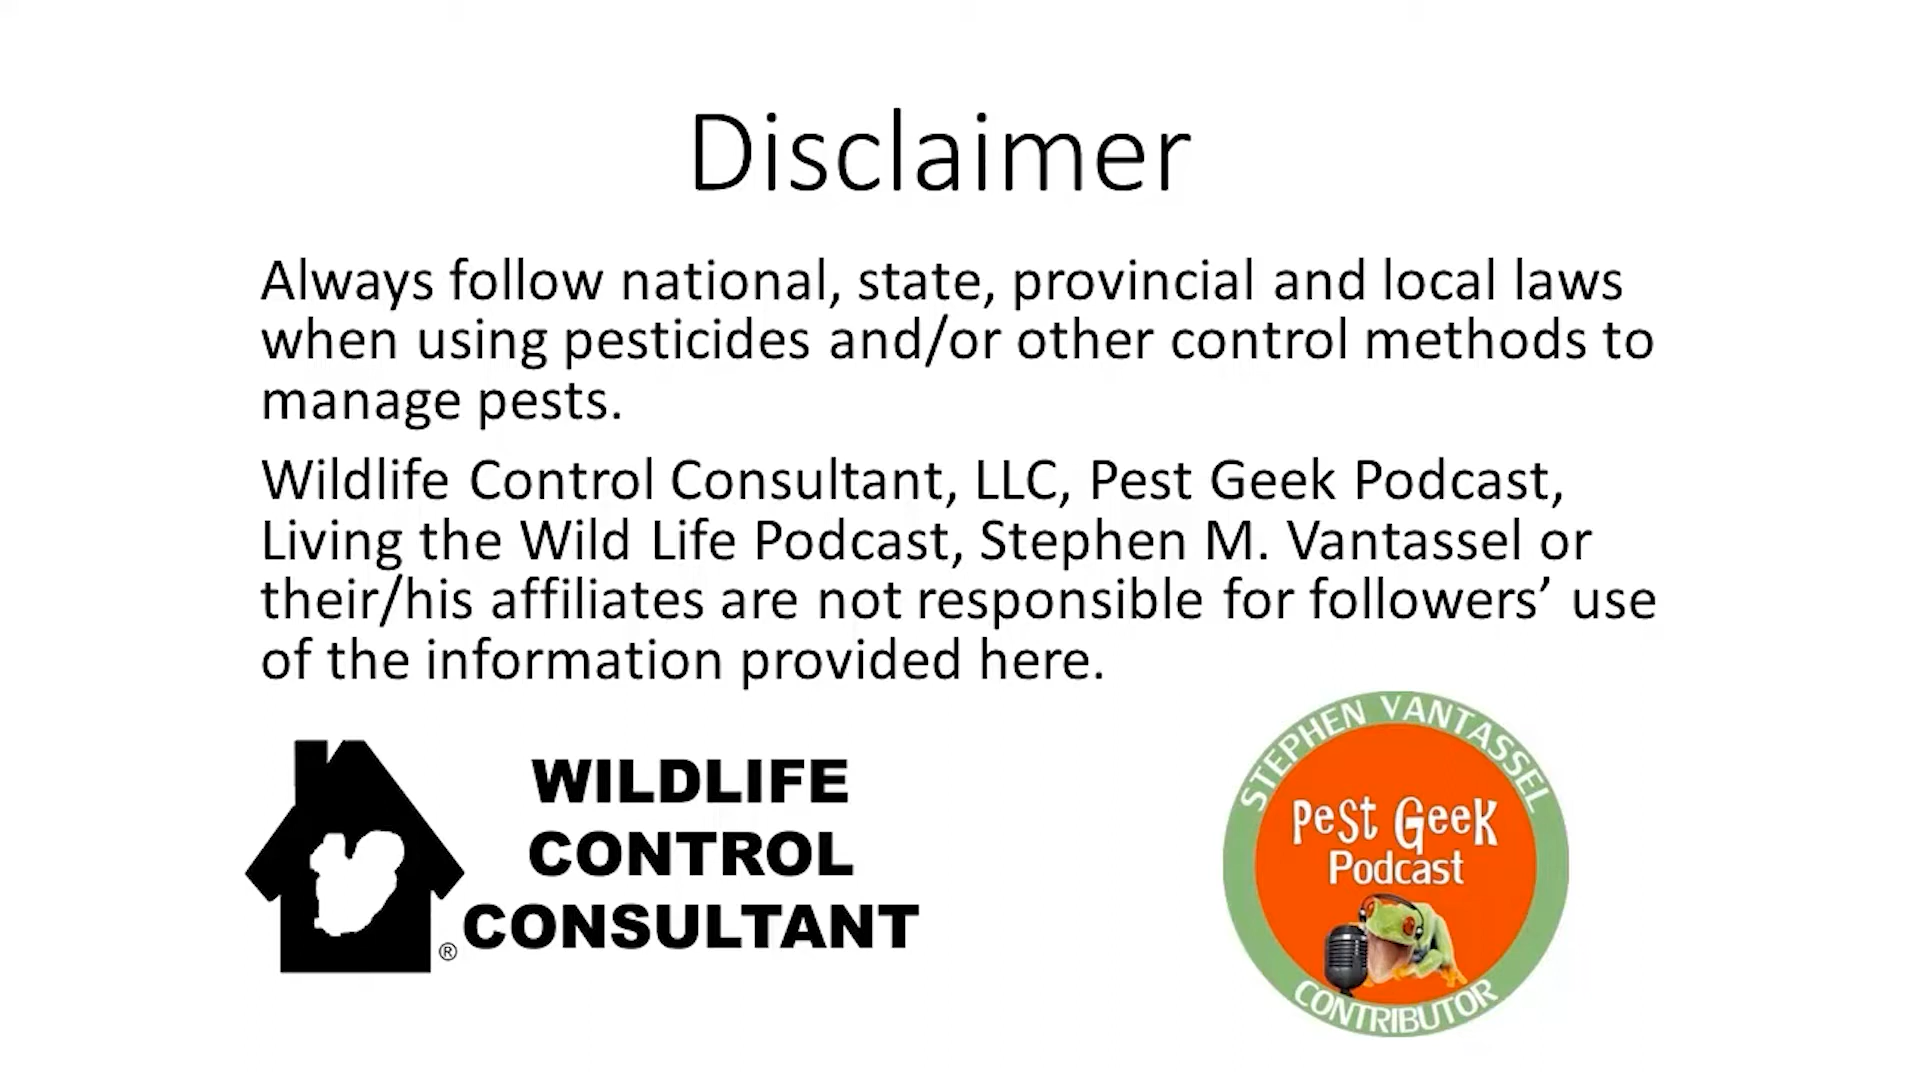 Disclaimer
Always follow national, state, provincial and local laws
when using pesticides and/or other control methods to
manage pests.
Wildlife Control Consultant, LLC, Pest Geek Podcast,
Living the Wild Life Podcast, Stephen M. Vantassel or
their/his affiliates are not responsible for followers’ use
of the information provided here.
WILDLIFE
CONTROL
®CONSULTANT
STEPHEN VANTASSEL
Pest Geek
Podcast
CONTRIBUTOR